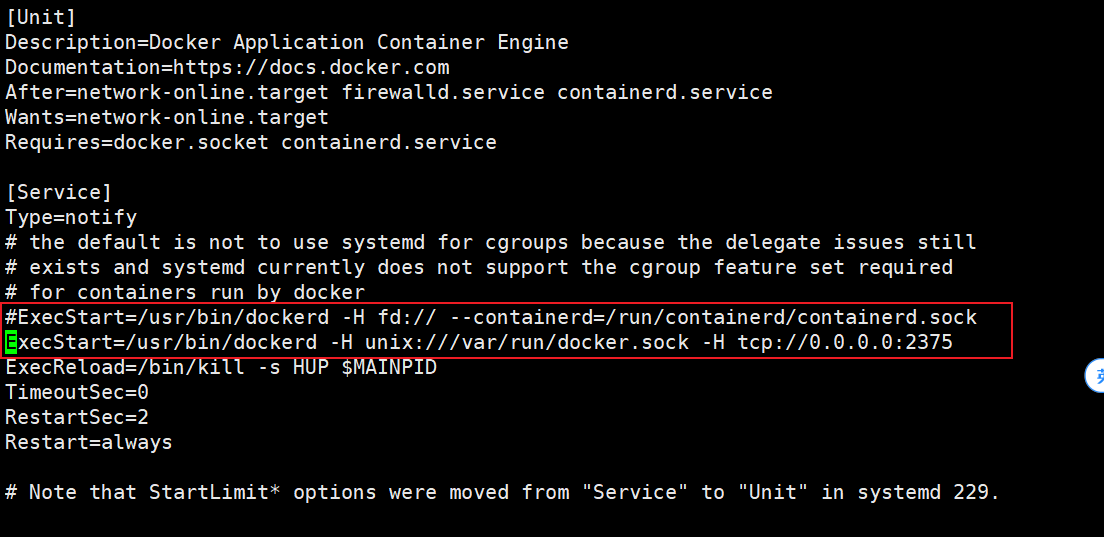 [Unit]
Description=Docker Application Container Engine
Documentation=https://docs.docker.com
After=network-online.target firewalld.service containerd.service
Wants=network-online.target
Requires=docker.socket containerd.service
[Service]
Type=notify
# the default is not to use systemd for cgroups because the delegate issues still
# exists and systemd currently does not support the cgroup feature set required
# for containers run by docker
#ExecStart=/usr/bin/dockerd -H fd:// --containerd=/run/containerd/containerd.sock
ExecStart=/usr/bin/dockerd -H unix:///var/run/docker.sock -H tcp://0.0.0.0:2375
ExecReload=/bin/kill -s HUP $MAINPID
TimeoutSec=0
RestartSec=2
Restart=always
# Note that StartLimit* options were moved from "Service" to "Unit" in systemd 229.